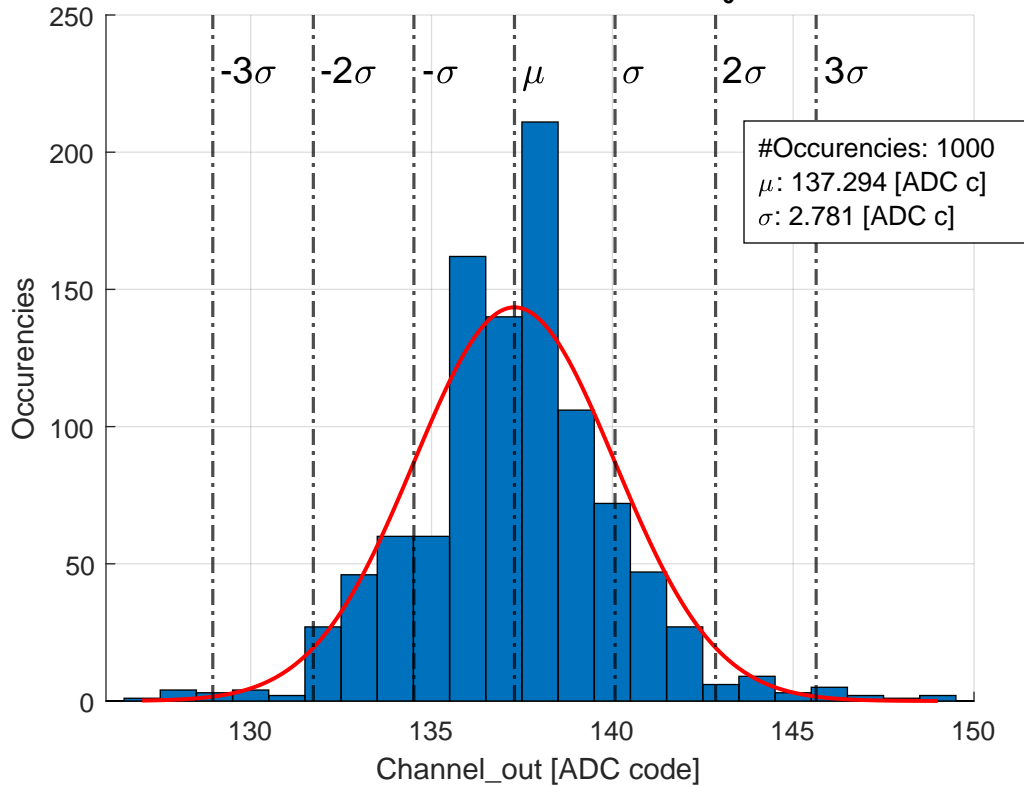 250
200
150
100
50
0
-3σ -2σ -σ μ σ 2σ 3σ
#Occurencies: 1000
μ: 137.294 [ADC c]
σ: 2.781 [ADC c]
Occurencies
130 135 140 145 150
Channel_out [ADC code]